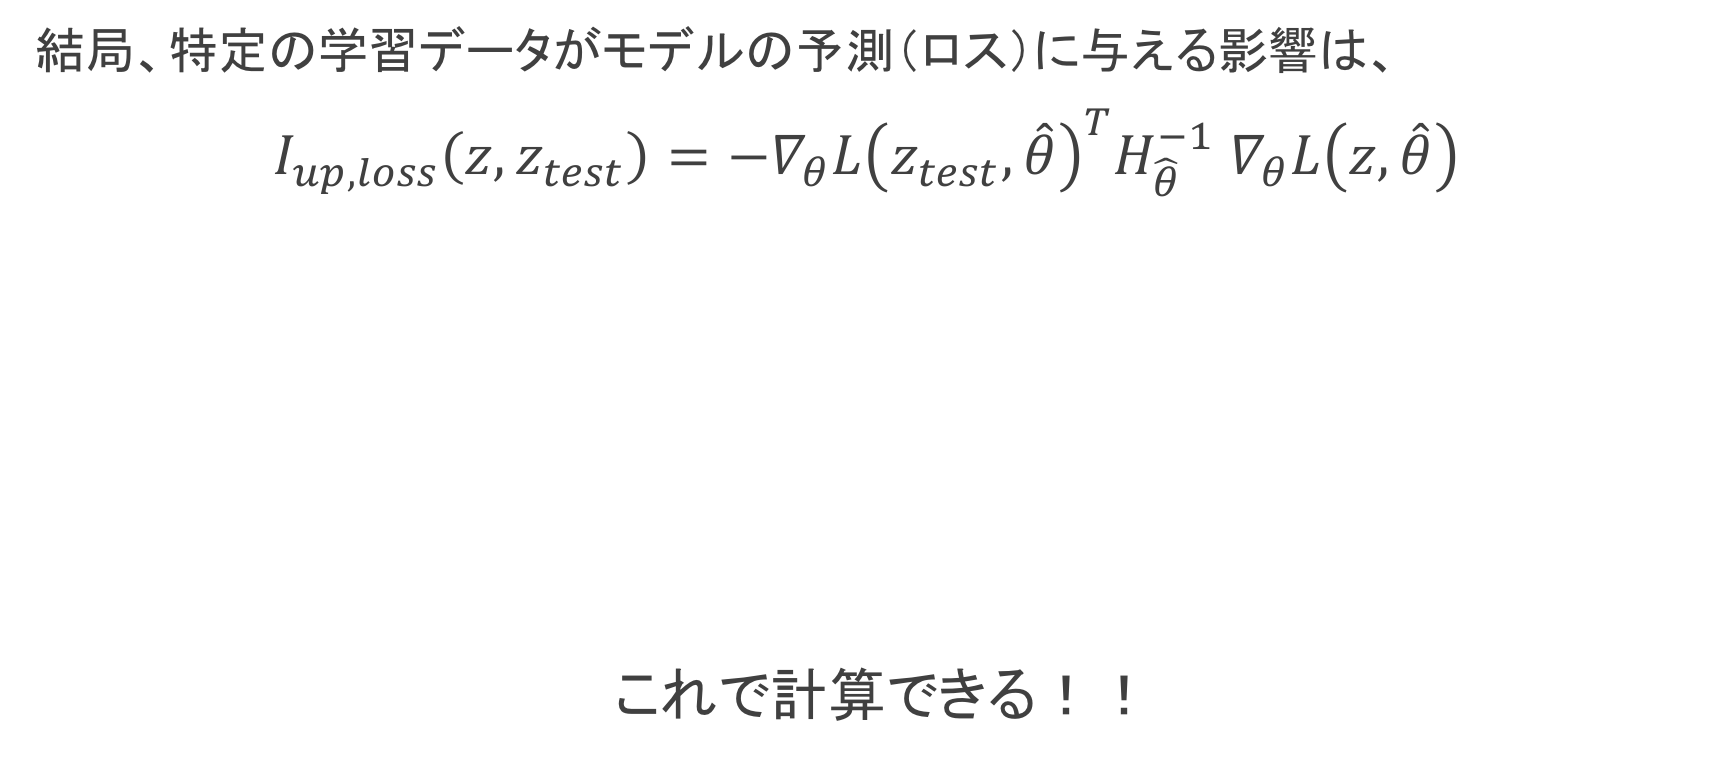 結局、特定の学習データがモデルの予測（ロス）に与える影響は、
I_{up,loss}(z, z_{test}) = −∇_θ L(z_{test}, θ̂)^T H_{θ̂}^{−1} ∇_θ L(z, θ̂)
これで計算できる！！